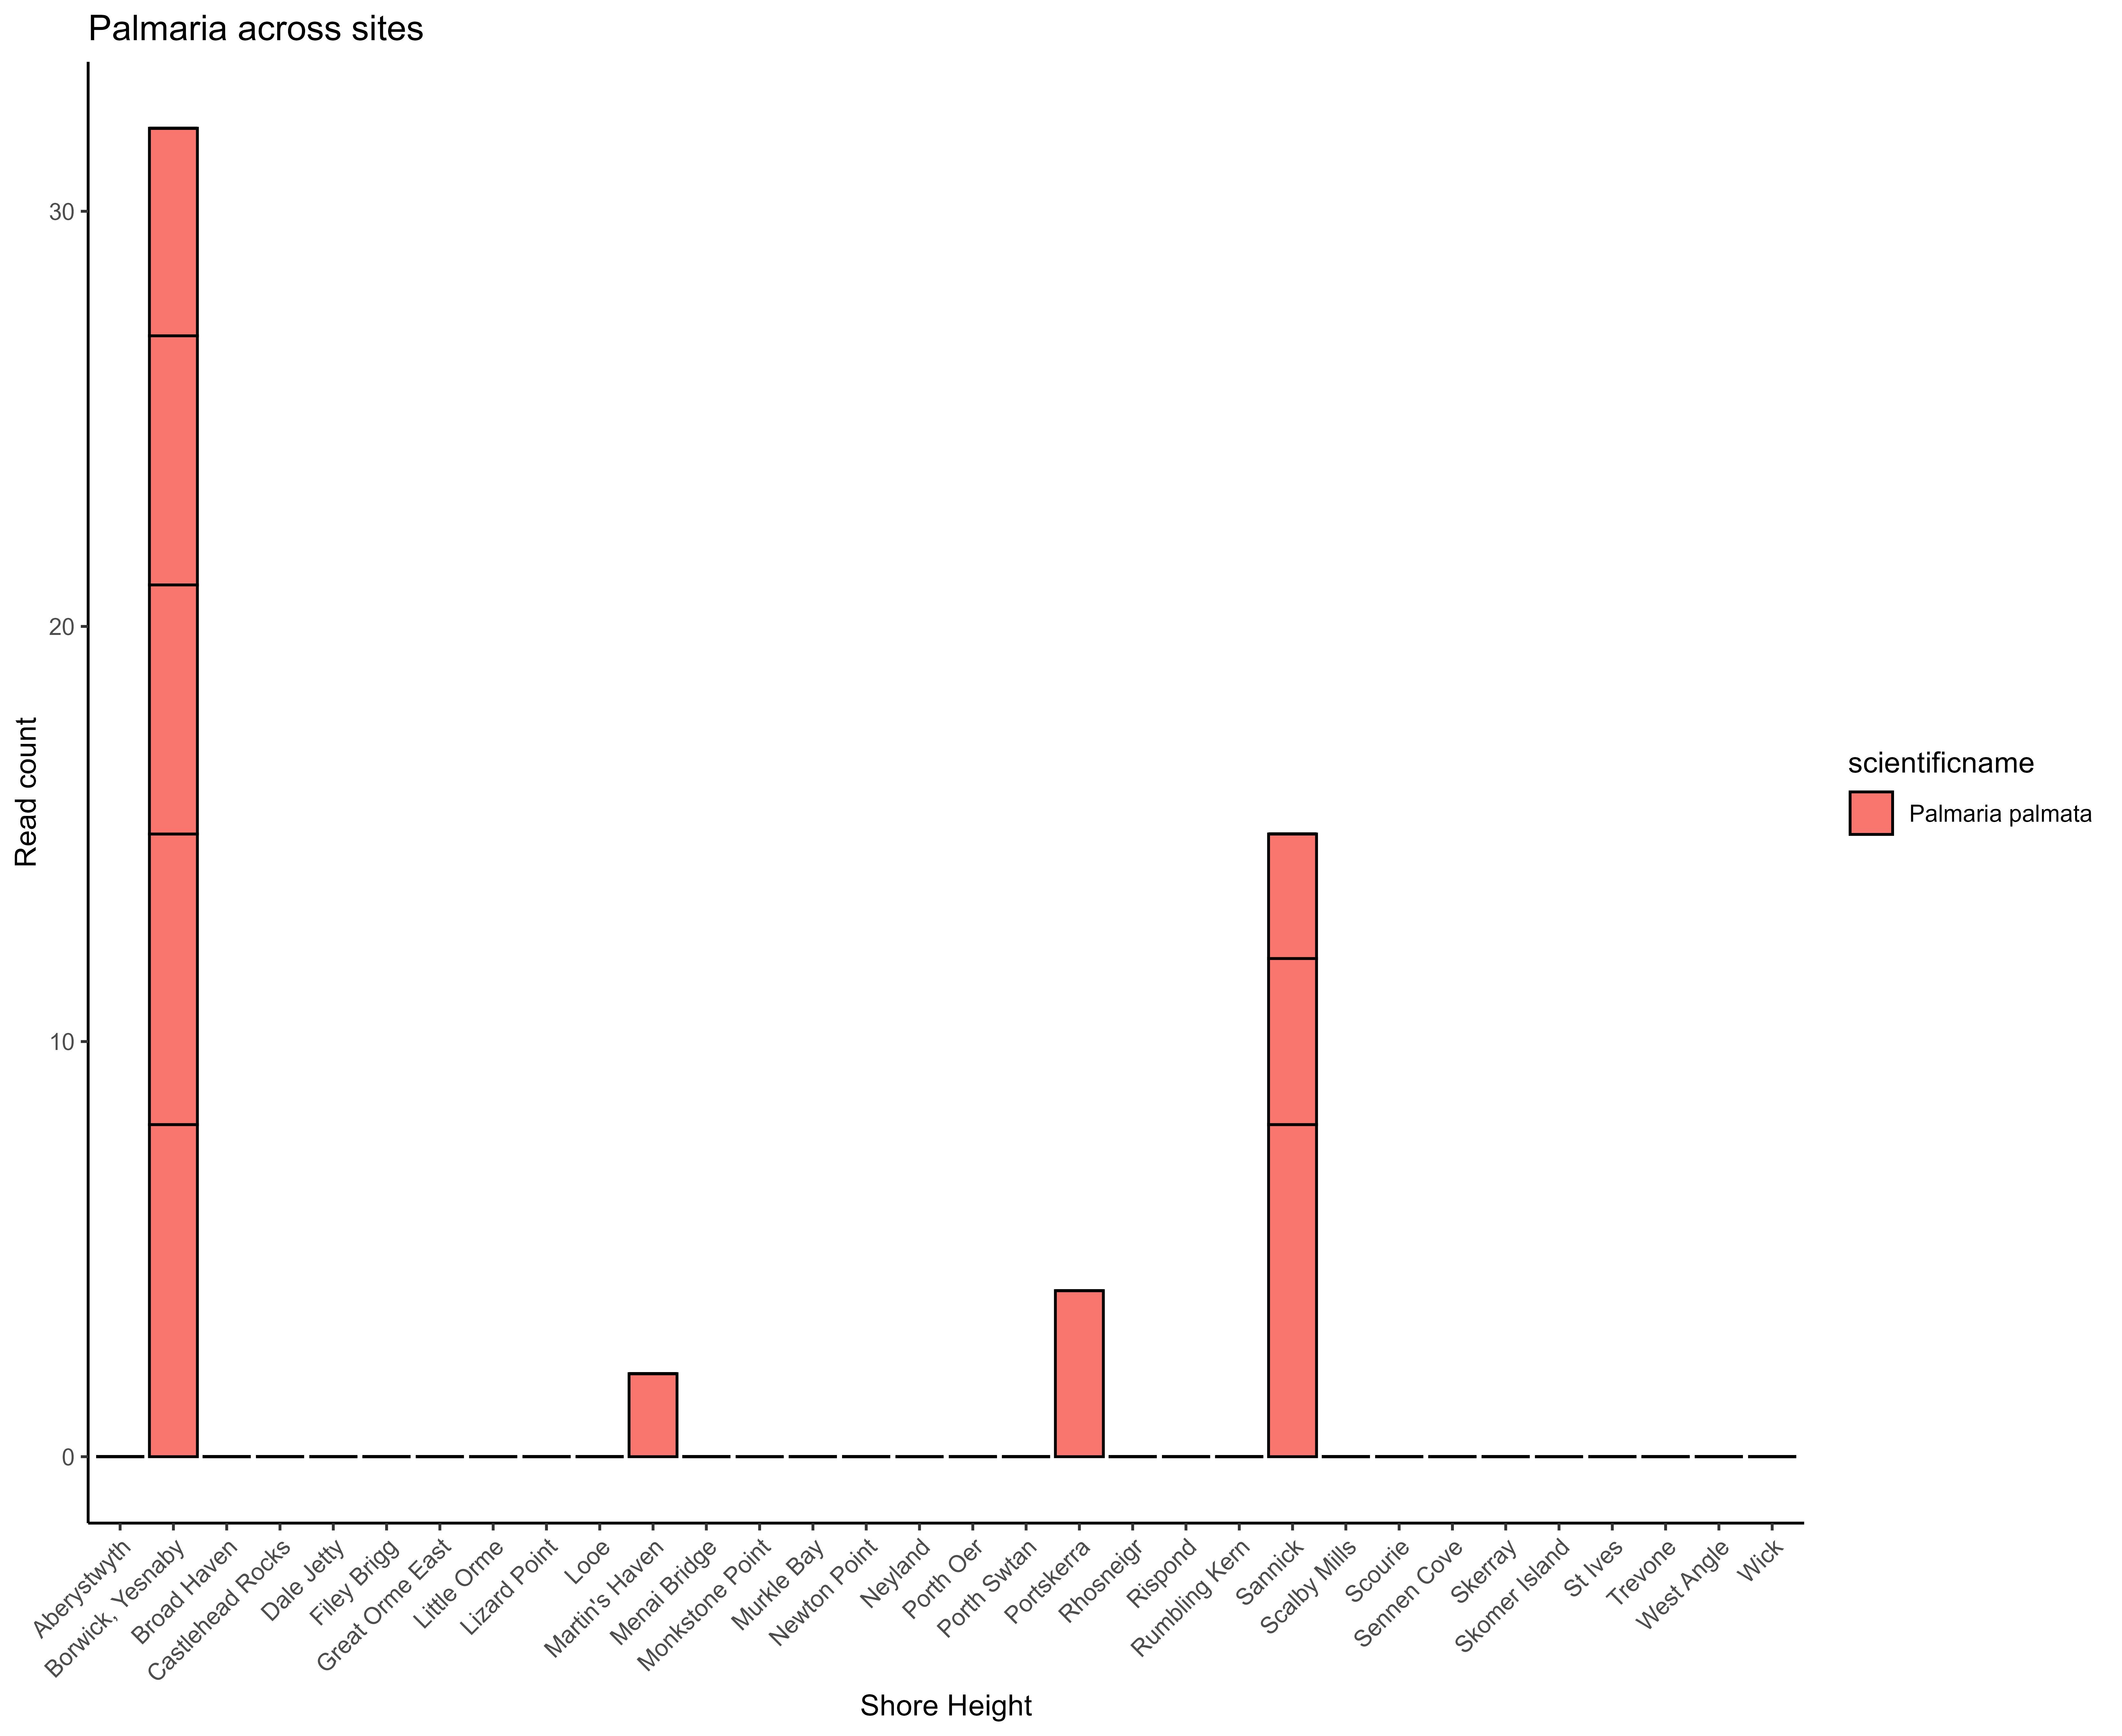 Palmaria across sites
Read count
30
20
10
0
Aberystwyth
Borwick, Yesnaby
Broad Haven
Castlehead Rocks
Dale Jetty
Filey Brigg
Great Orme East
Little Orme
Lizard Point
Looe
Martin's Haven
Menai Bridge
Monkstone Point
Murkle Bay
Newton Point
Neyland
Porth Oer
Porth Swtan
Portskerra
Rhosneigr
Rispond
Rumbling Kern
Sannick
Scalby Mills
Scourie
Sennen Cove
Skerray
Skomer Island
St Ives
Trevone
West Angle
Wick
Shore Height
scientificname
Palmaria palmata